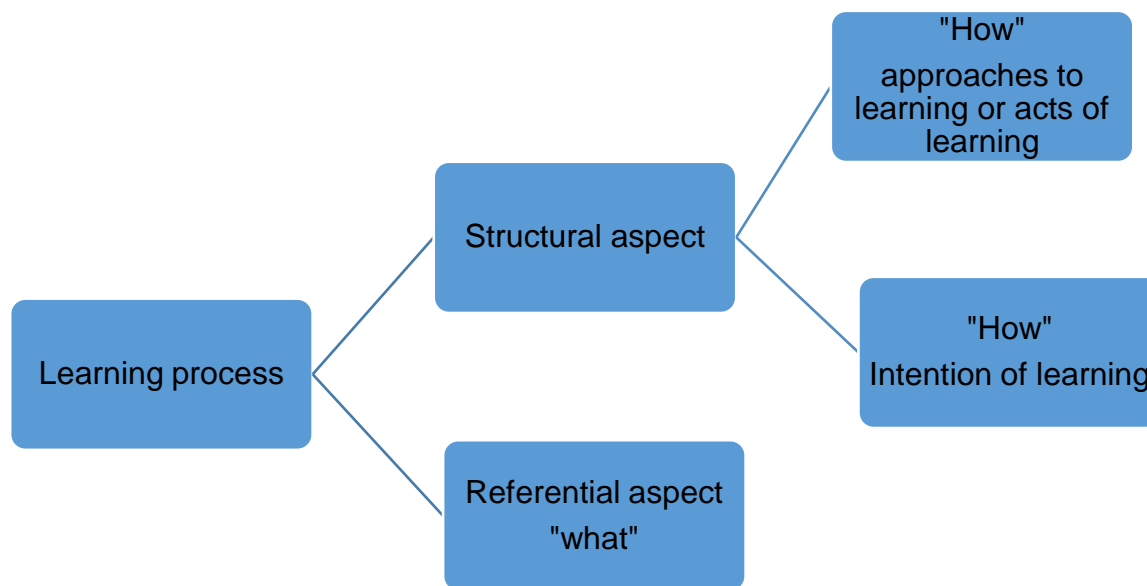 "How"
approaches to
learning or acts of
learning
Structural aspect
"How"
Intention of learning
Learning process
Referential aspect
"what"